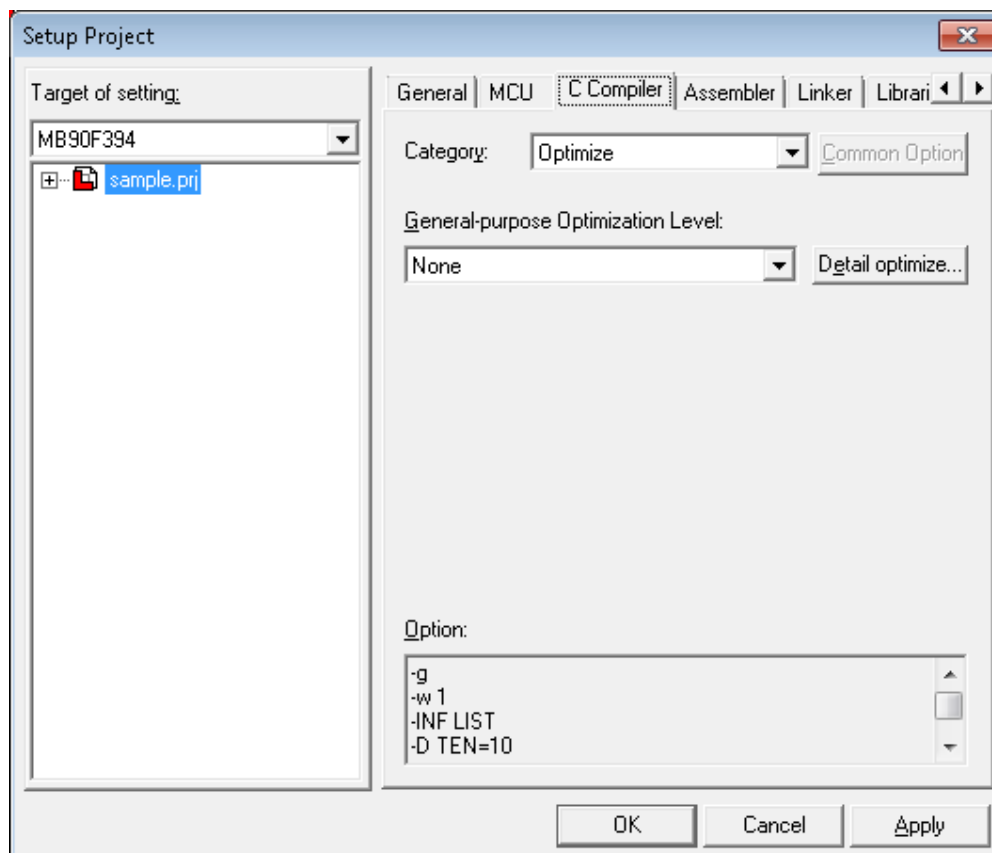 Setup Project
Target of setting:
MB90F394
sample.prj
General MCU C Compiler Assembler Linker Librari
Category: Optimize Common Option
General-purpose Optimization Level:
None Detail optimize...
Option:
-g
-w 1
-INF LIST
-D TEN=10
OK Cancel Apply